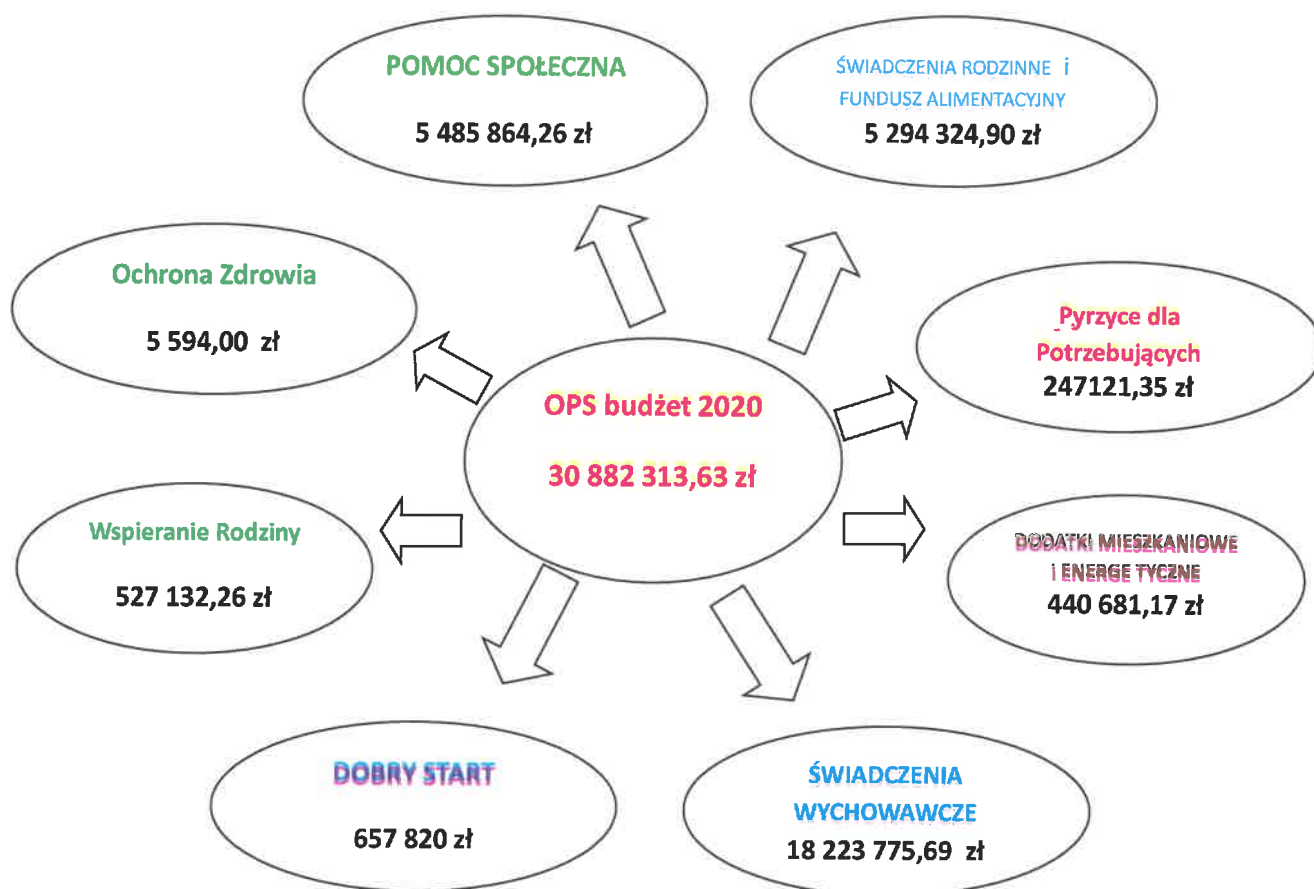 POMOC SPOŁECZNA
5 485 864,26 zł
ŚWIADCZENIA RODZINNE i
FUNDUSZ ALIMENTACYJNY
5 294 324,90 zł
Ochrona Zdrowia
5 594,00 zł
Pyrzyce dla
Potrzebujących
247121,35 zł
OPS budżet 2020
30 882 313,63 zł
Wspieranie Rodziny
527 132,26 zł
DODATKI MIESZKANIOWE
i ENERGE TYCZNE
440 681,17 zł
DOBRY START
657 820 zł
ŚWIADCZENIA
WYCHOWAWCZE
18 223 775,69 zł